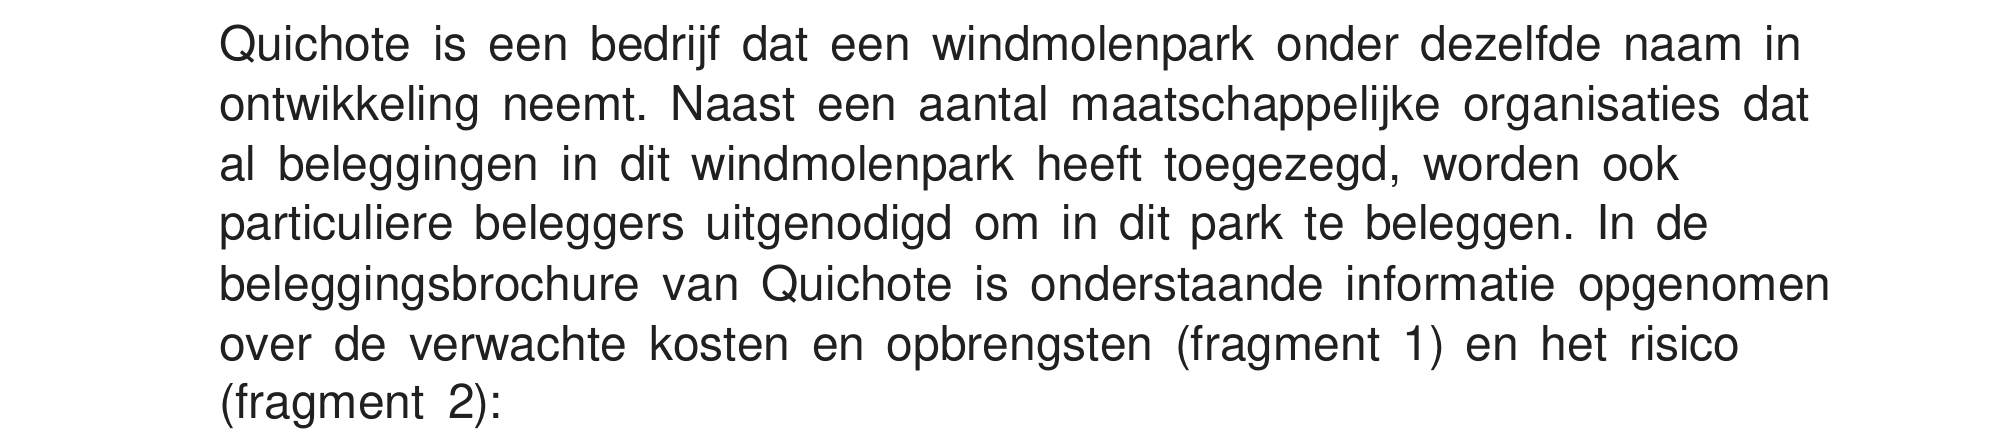 Quichote is een bedrijf dat een windmolenpark onder dezelfde naam in
ontwikkeling neemt. Naast een aantal maatschappelijke organisaties dat
al beleggingen in dit windmolenpark heeft toegezegd, worden ook
particuliere beleggers uitgenodigd om in dit park te beleggen. In de
beleggingsbrochure van Quichote is onderstaande informatie opgenomen
over de verwachte kosten en opbrengsten (fragment 1) en het risico
(fragment 2):